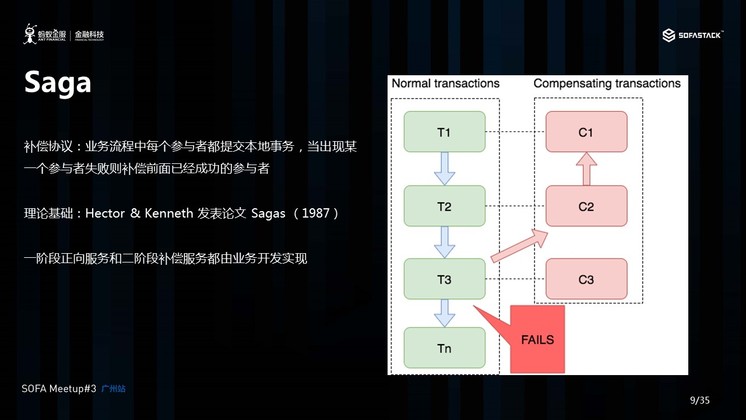 蚂蚁金服 金融科技
ANT FINANCIAL FINANCIAL TECHNOLOGY
SOFASTACK
Saga
补偿协议：业务流程中每个参与者都提交本地事务，当出现某
一个参与者失败则补偿前面已经成功的参与者
理论基础：Hector & Kenneth 发表论文 Sagas （1987）
一阶段正向服务和二阶段补偿服务都由业务开发实现
Normal transactions
Compensating transactions
T1
C1
T2
C2
T3
C3
FAILS
Tn
SOFA Meetup#3 广州站
9/35